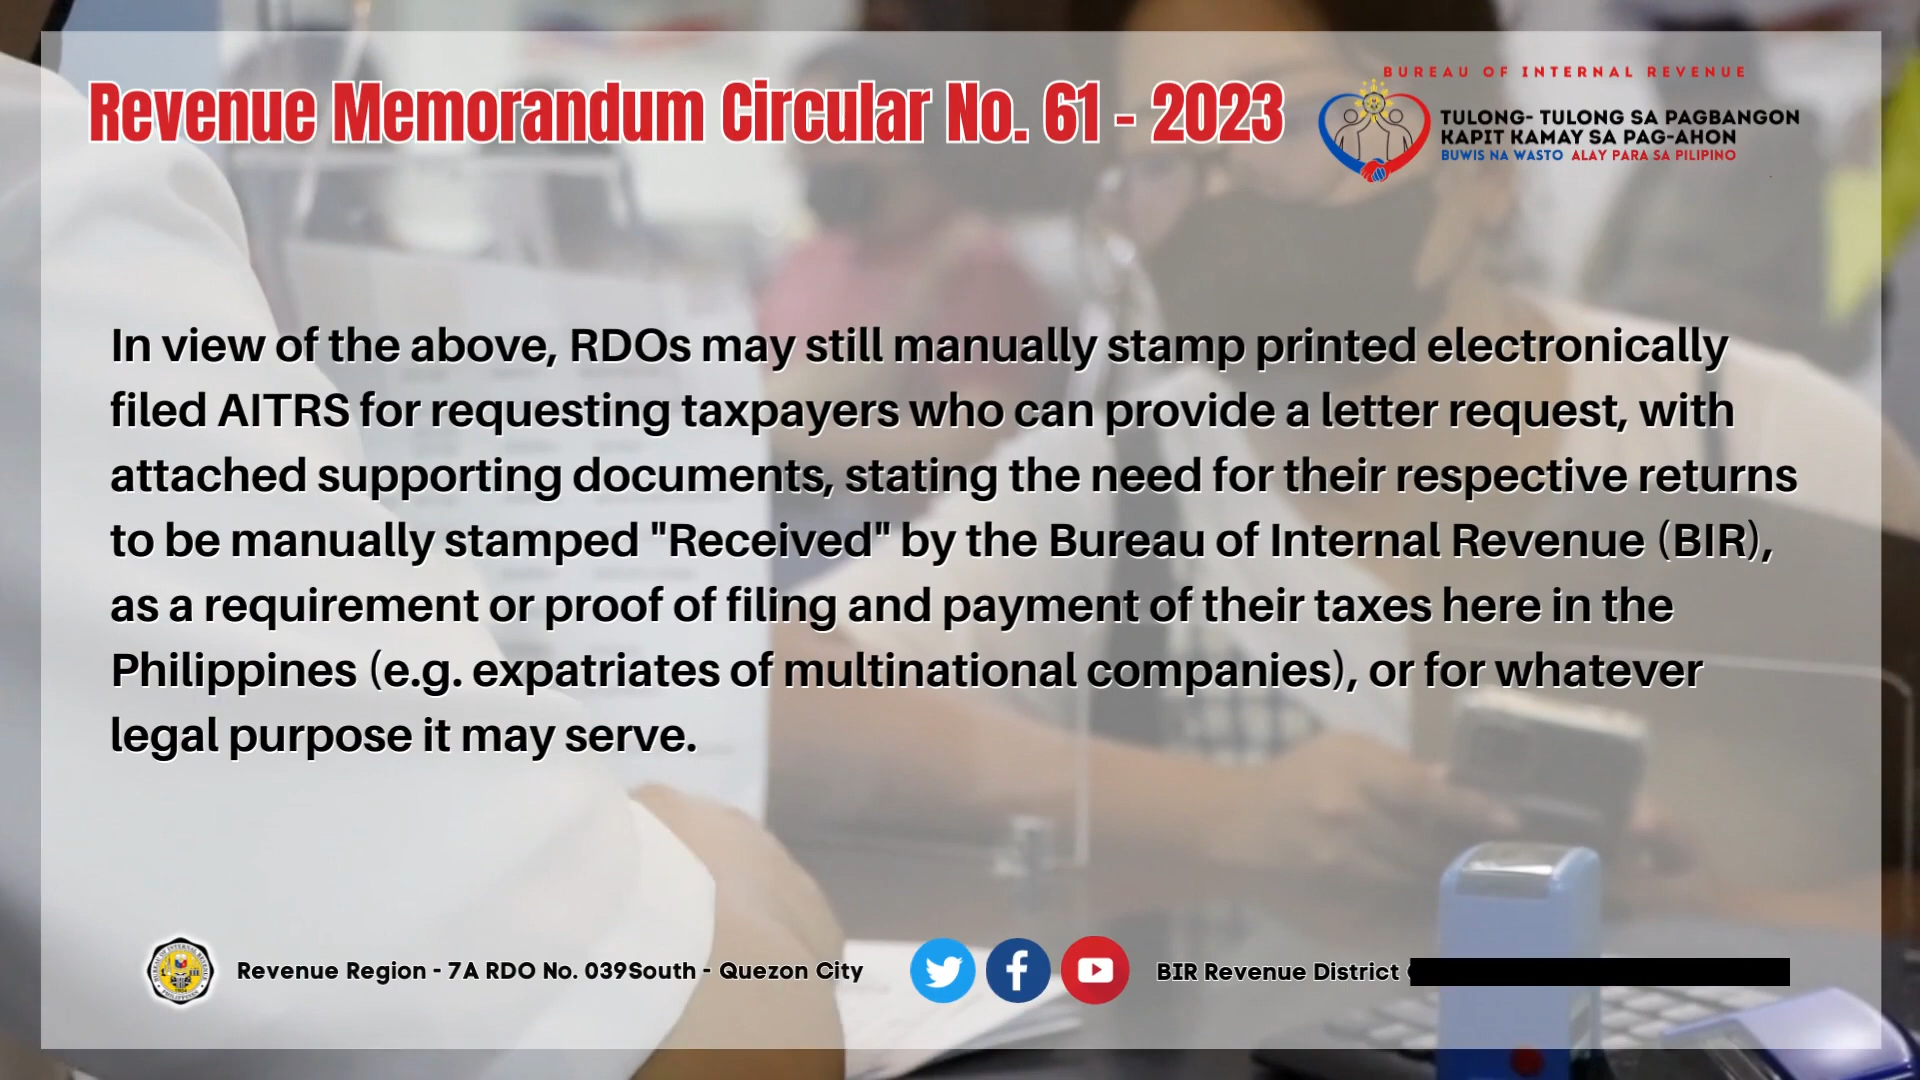 Revenue Memorandum Circular No. 61 - 2023
BUREAU OF INTERNAL REVENUE
TULONG- TULONG SA PAGBANGON
KAPIT KAMAY SA PAG-AHON
BUWIS NA WASTO ALAY PARA SA PILIPINO
In view of the above, RDOs may still manually stamp printed electronically
filed AITRS for requesting taxpayers who can provide a letter request, with
attached supporting documents, stating the need for their respective returns
to be manually stamped "Received" by the Bureau of Internal Revenue (BIR),
as a requirement or proof of filing and payment of their taxes here in the
Philippines (e.g. expatriates of multinational companies), or for whatever
legal purpose it may serve.
Revenue Region - 7A RDO No. 039South - Quezon City
BIR Revenue District